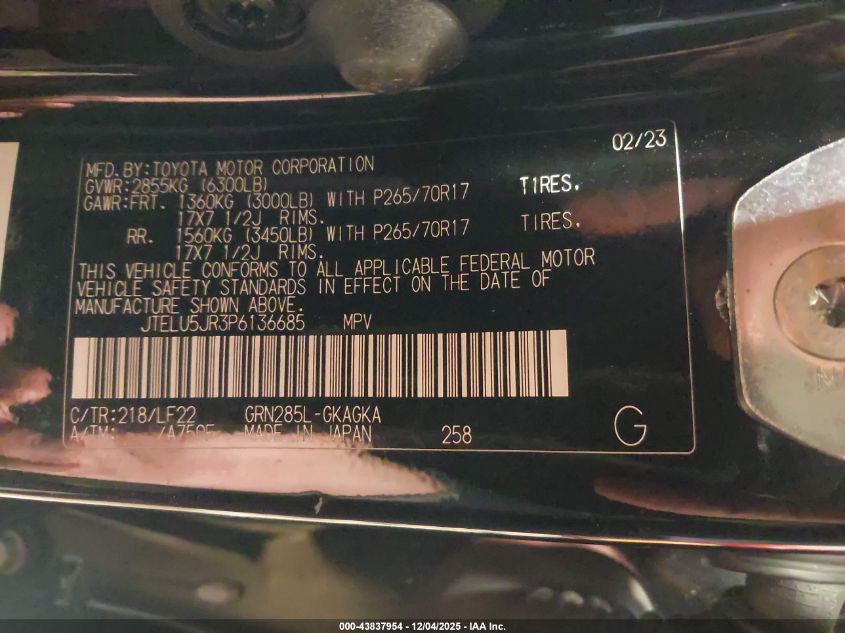 02/23
MFD.BY:TOYOTA MOTOR CORPORATION
GVWR:2855KG (6300LB)
GAWR:FRT. 1360KG (3000LB) WITH P265/70R17 TIRES.
17X7 1/2J RIMS.
RR. 1560KG (3450LB) WITH P265/70R17 TIRES.
17X7 1/2J RIMS.
THIS VEHICLE CONFORMS TO ALL APPLICABLE FEDERAL MOTOR
VEHICLE SAFETY STANDARDS IN EFFECT ON THE DATE OF
MANUFACTURE SHOWN ABOVE.
JTELU5JR3P6136685 MPV
C/TR:218/LF22 GRN285L-GKAGKA
A/TM: MADE IN JAPAN 258
G
000-43837954 - 12/04/2025 - IAA Inc.